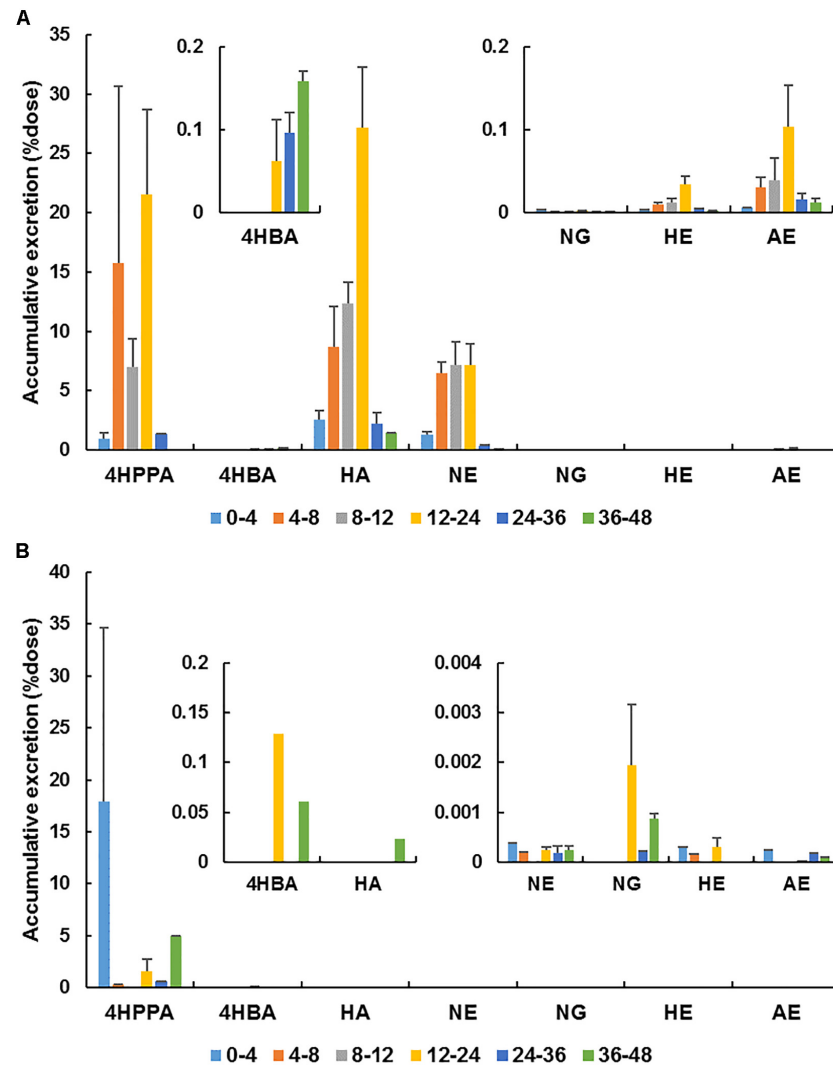 A
Accumulative excretion (%dose)
35
30
25
20
15
10
5
0
0.2
0.1
0
4HBA
0.2
0.1
0
NG HE AE
4HPPA 4HBA HA NE NG HE AE
0-4 4-8 8-12 12-24 24-36 36-48
B
Accumulative excretion (%dose)
40
35
30
25
20
15
10
5
0
0.2
0.15
0.1
0.05
0
4HBA HA
0.004
0.003
0.002
0.001
0
NE NG HE AE
4HPPA 4HBA HA NE NG HE AE
0-4 4-8 8-12 12-24 24-36 36-48